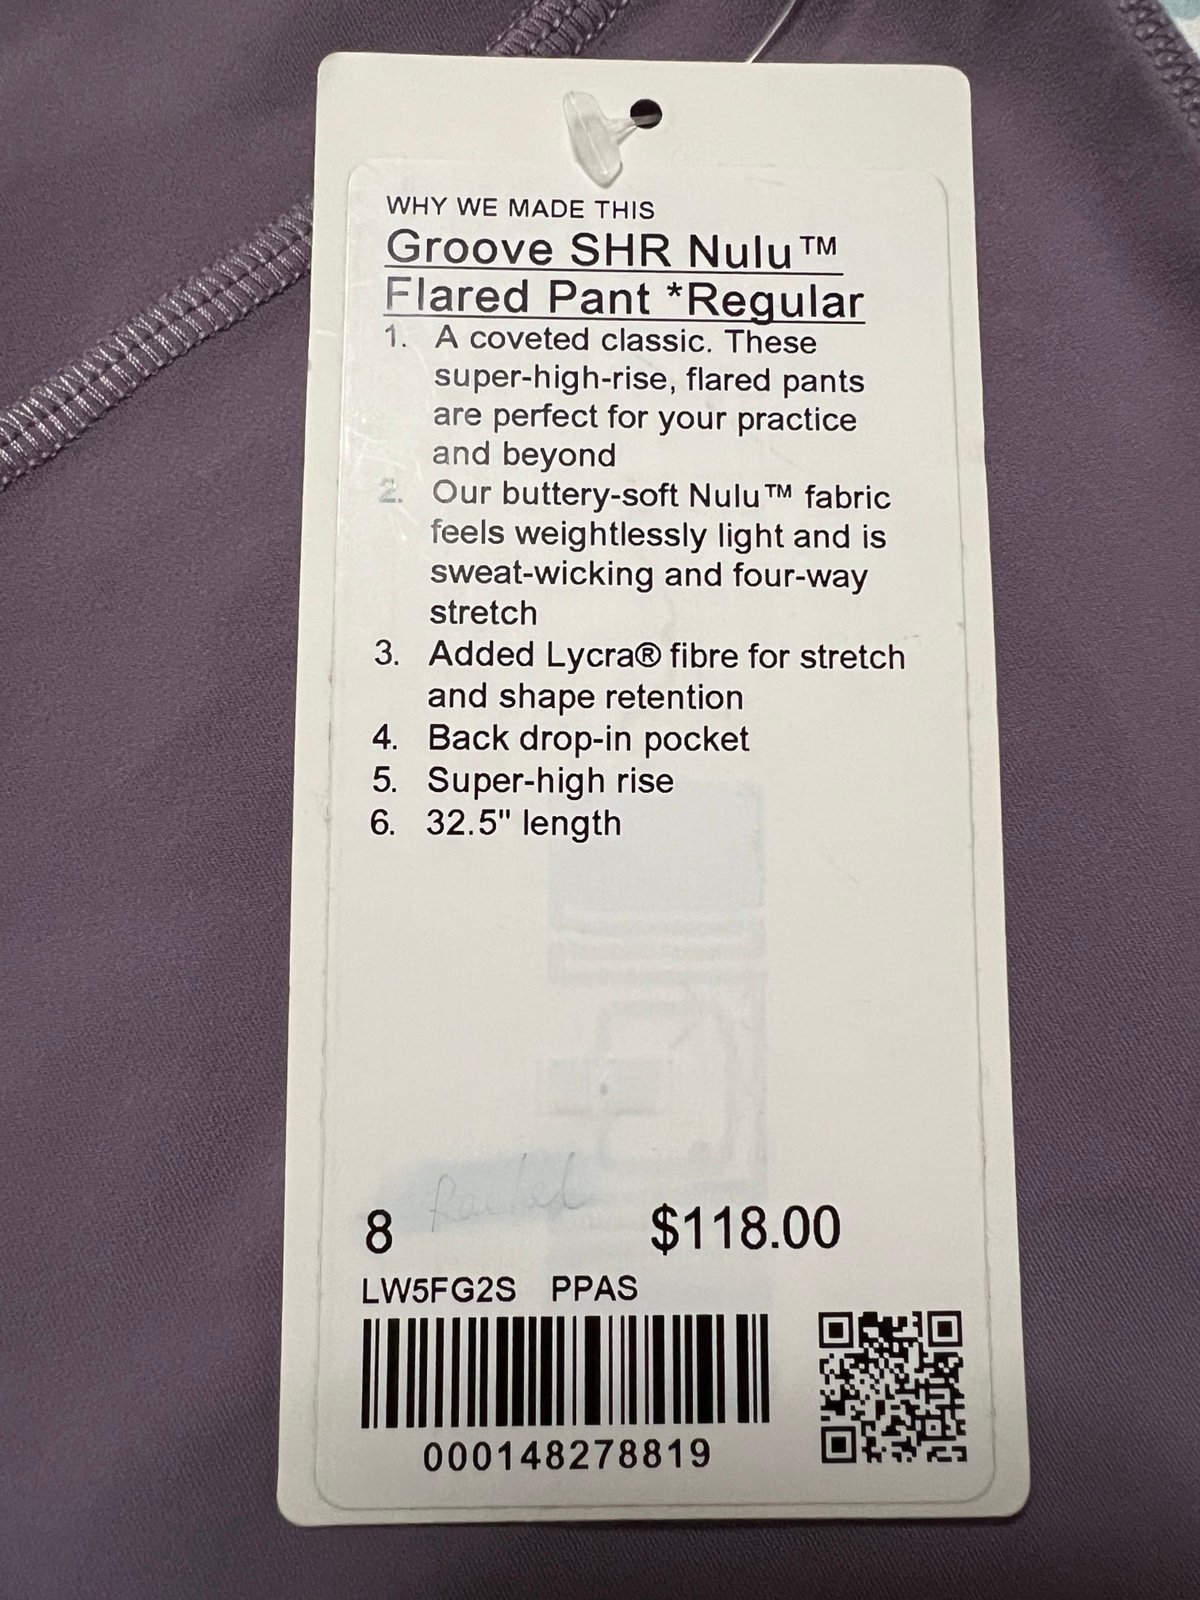 WHY WE MADE THIS
Groove SHR Nulu™
Flared Pant *Regular
1. A coveted classic. These
super-high-rise, flared pants
are perfect for your practice
and beyond
2. Our buttery-soft Nulu™ fabric
feels weightlessly light and is
sweat-wicking and four-way
stretch
3. Added Lycra® fibre for stretch
and shape retention
4. Back drop-in pocket
5. Super-high rise
6. 32.5" length
8 $118.00
LW5FG2S PPAS
000148278819